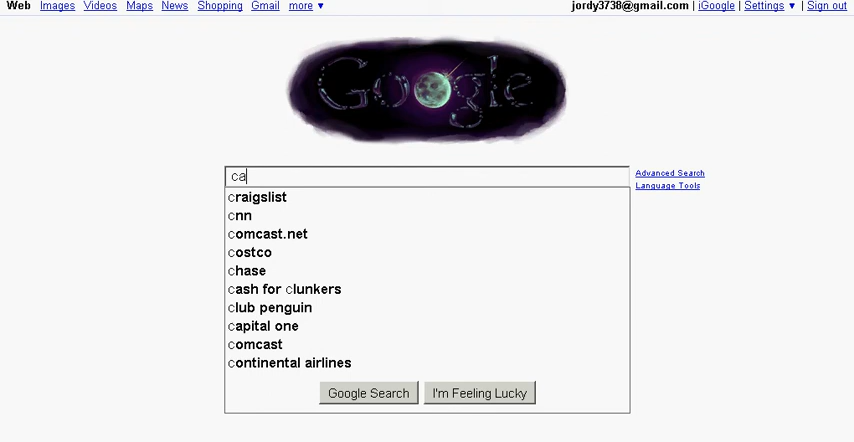 Web Images Videos Maps News Shopping Gmail more ▼ jordy3738@gmail.com | iGoogle | Settings ▼ | Sign out
Google
ca Advanced Search
Language Tools
craigslist
cnn
comcast.net
costco
chase
cash for clunkers
club penguin
capital one
comcast
continental airlines
Google Search I'm Feeling Lucky